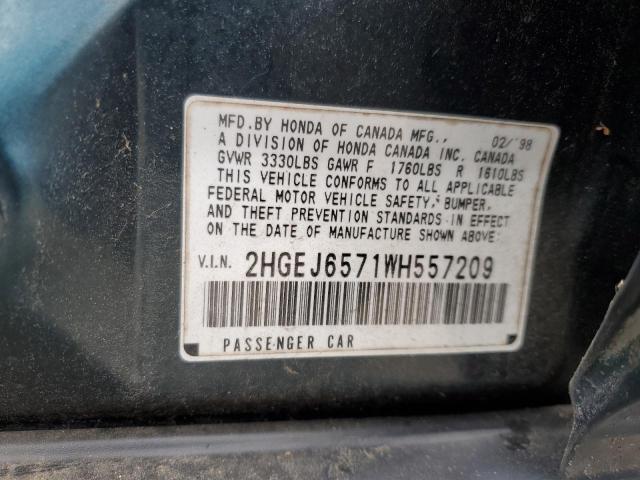 MFD.BY HONDA OF CANADA MFG., 02/'98
A DIVISION OF HONDA CANADA INC. CANADA
GVWR 3330LBS GAWR F 1760LBS R 1610LBS
THIS VEHICLE CONFORMS TO ALL APPLICABLE
FEDERAL MOTOR VEHICLE SAFETY, BUMPER,
AND THEFT PREVENTION STANDARDS IN EFFECT
ON THE DATE OF MANUFACTURE SHOWN ABOVE:
V.I.N. 2HGEJ6571WH557209
PASSENGER CAR